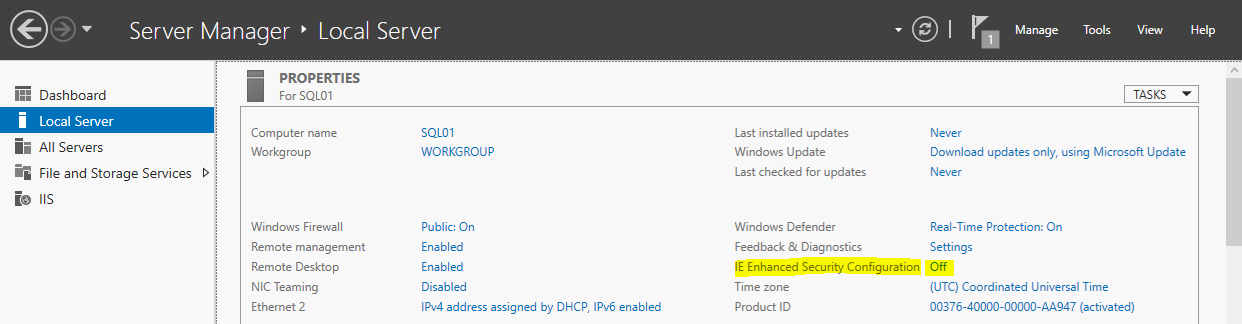 Server Manager ‣ Local Server
1
Manage Tools View Help
Dashboard
Local Server
All Servers
File and Storage Services
IIS
PROPERTIES
For SQL01
TASKS
Computer name SQL01
Workgroup WORKGROUP
Last installed updates Never
Windows Update Download updates only, using Microsoft Update
Last checked for updates Never
Windows Firewall Public: On
Remote management Enabled
Remote Desktop Enabled
NIC Teaming Disabled
Ethernet 2 IPv4 address assigned by DHCP, IPv6 enabled
Windows Defender Real-Time Protection: On
Feedback & Diagnostics Settings
IE Enhanced Security Configuration Off
Time zone (UTC) Coordinated Universal Time
Product ID 00376-40000-00000-AA947 (activated)